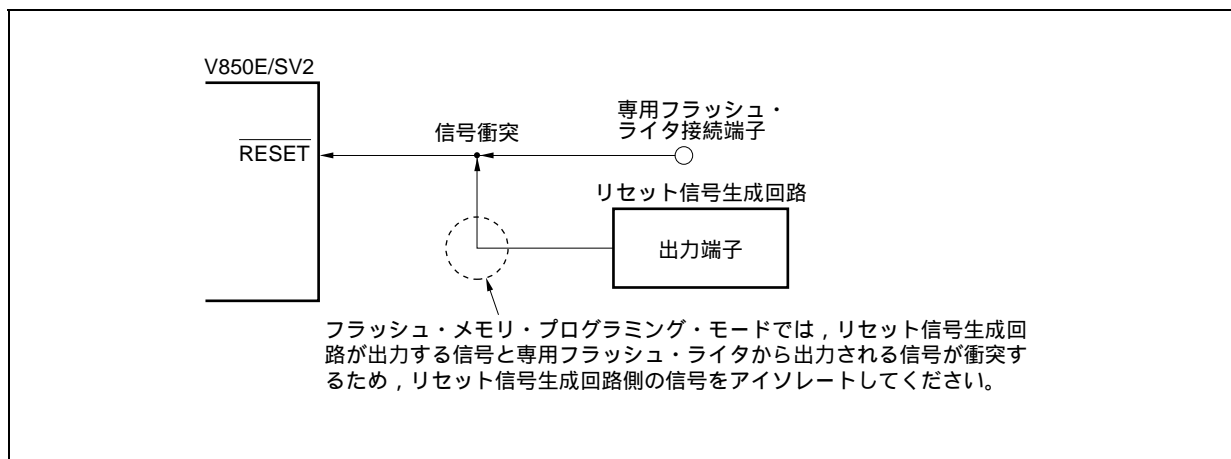 V850E/SV2
専用フラッシュ・
ライタ接続端子
信号衝突
RESET
リセット信号生成回路
出力端子
フラッシュ・メモリ・プログラミング・モードでは，リセット信号生成回
路が出力する信号と専用フラッシュ・ライタから出力される信号が衝突す
るため，リセット信号生成回路側の信号をアイソレートしてください。